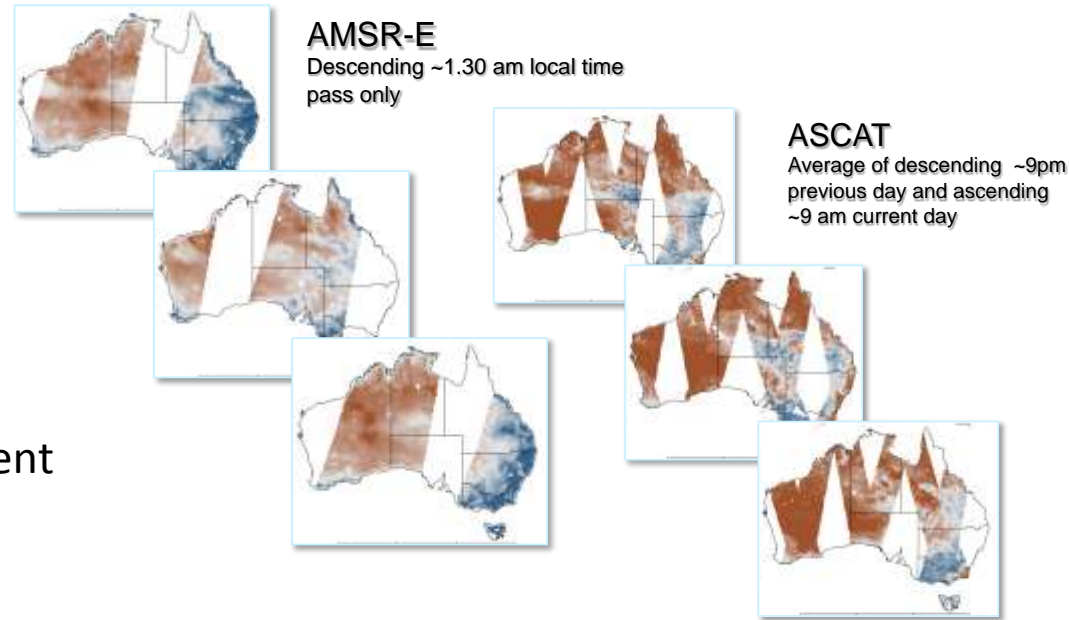 AMSR-E
Descending ~1.30 am local time
pass only
ASCAT
Average of descending ~9pm
previous day and ascending
~9 am current day
ent